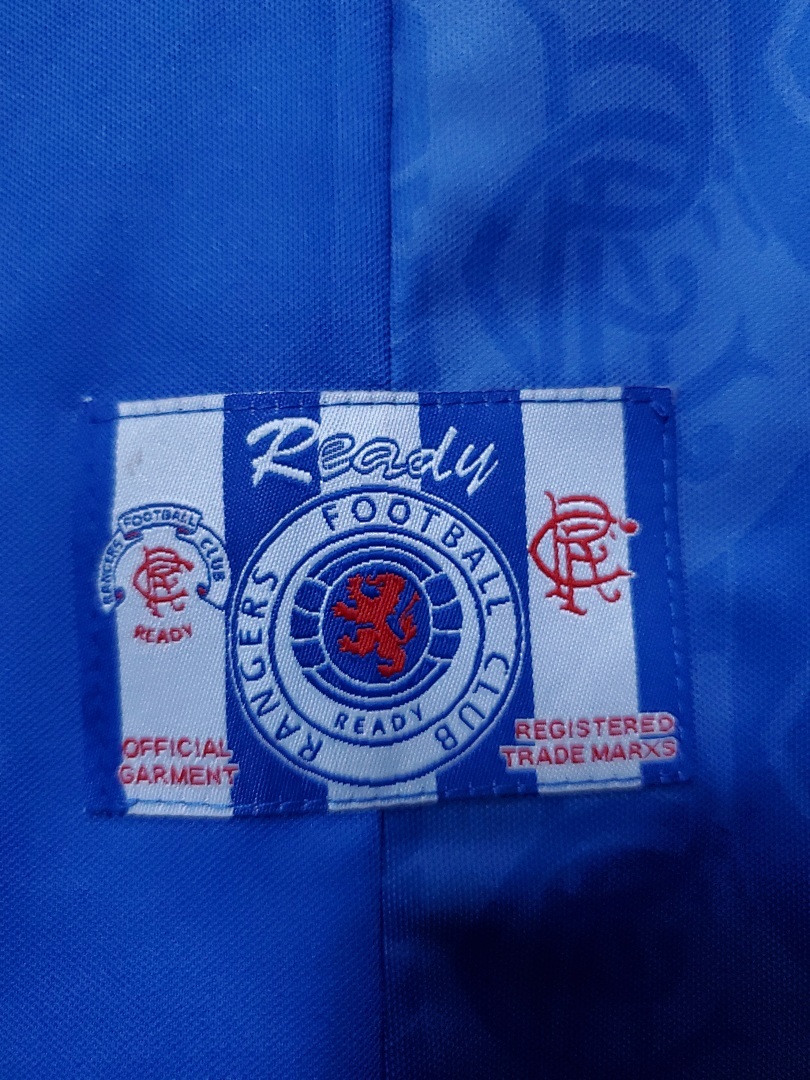 Ready
RANGERS FOOTBALL CLUB
READY
RANGERS FOOTBALL CLUB
READY
OFFICIAL
GARMENT
REGISTERED
TRADE MARXS